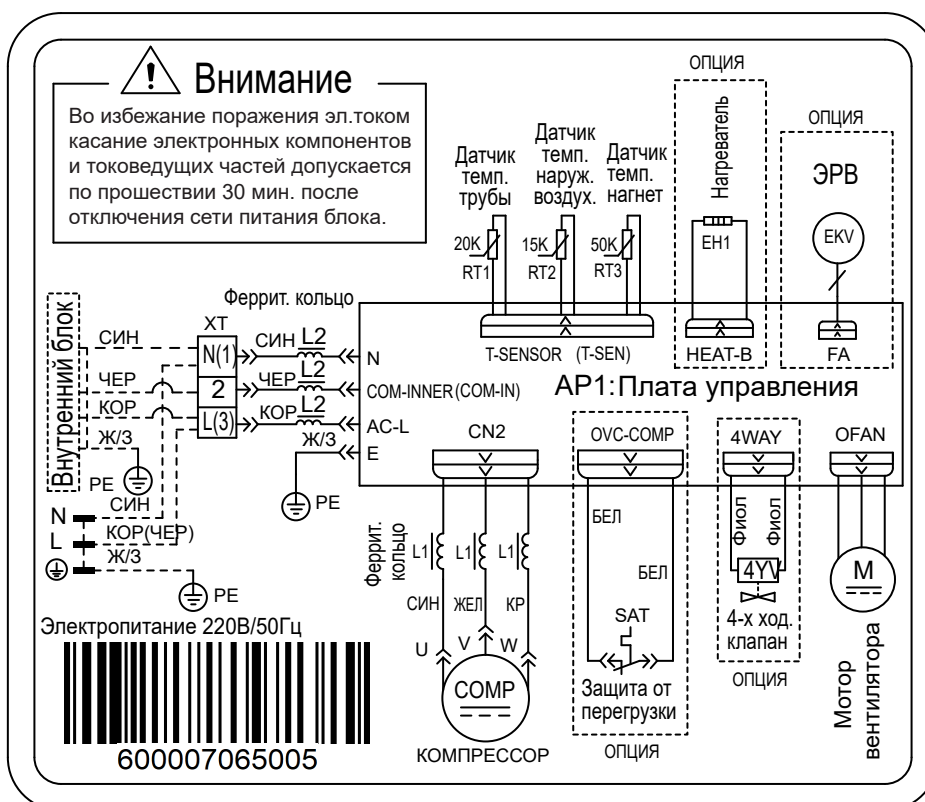 Внимание
Во избежание поражения эл.током
касание электронных компонентов
и токоведущих частей допускается
по прошествии 30 мин. после
отключения сети питания блока.
ОПЦИЯ
Нагреватель
EH1
HEAT-B
ОПЦИЯ
ЭРВ
EKV
FA
Датчик
темп.
трубы
Датчик
темп.
наруж.
воздух.
Датчик
темп.
нагнет
20K
RT1
15K
RT2
50K
RT3
T-SENSOR (T-SEN)
Феррит. кольцо
Внутренний блок
СИН
ЧЕР
КОР
Ж/З
PE
XT
N(1)
2
L(3)
СИН
L2
ЧЕР
L2
КОР
L2
Ж/З
PE
N
COM-INNER(COM-IN)
AC-L
E
AP1:Плата управления
N
СИН
L
КОР(ЧЕР)
Ж/З
PE
Электропитание 220В/50Гц
600007065005
CN2
Феррит.
кольцо
L1
L1
L1
СИН
ЖЕЛ
КР
U
V
W
COMP
КОМПРЕССОР
OVC-COMP
БЕЛ
БЕЛ
SAT
Защита от
перегрузки
ОПЦИЯ
4WAY
Фиол
Фиол
4YV
4-х ход.
клапан
ОПЦИЯ
OFAN
M
Мотор
вентилятора